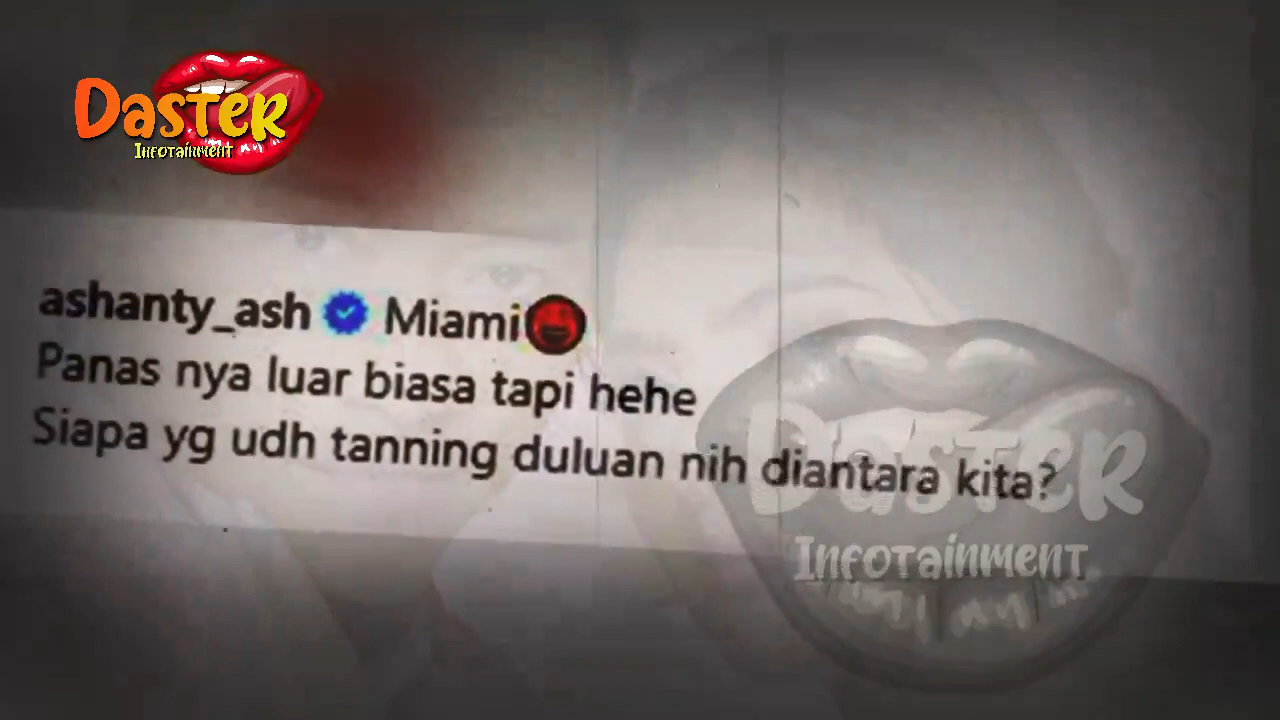 DASTER
INFOTAINMENT
ashanty_ash Miami
Panas nya luar biasa tapi hehe
Siapa yg udh tanning duluan nih diantara kita?
DASTER
INFOTAINMENT